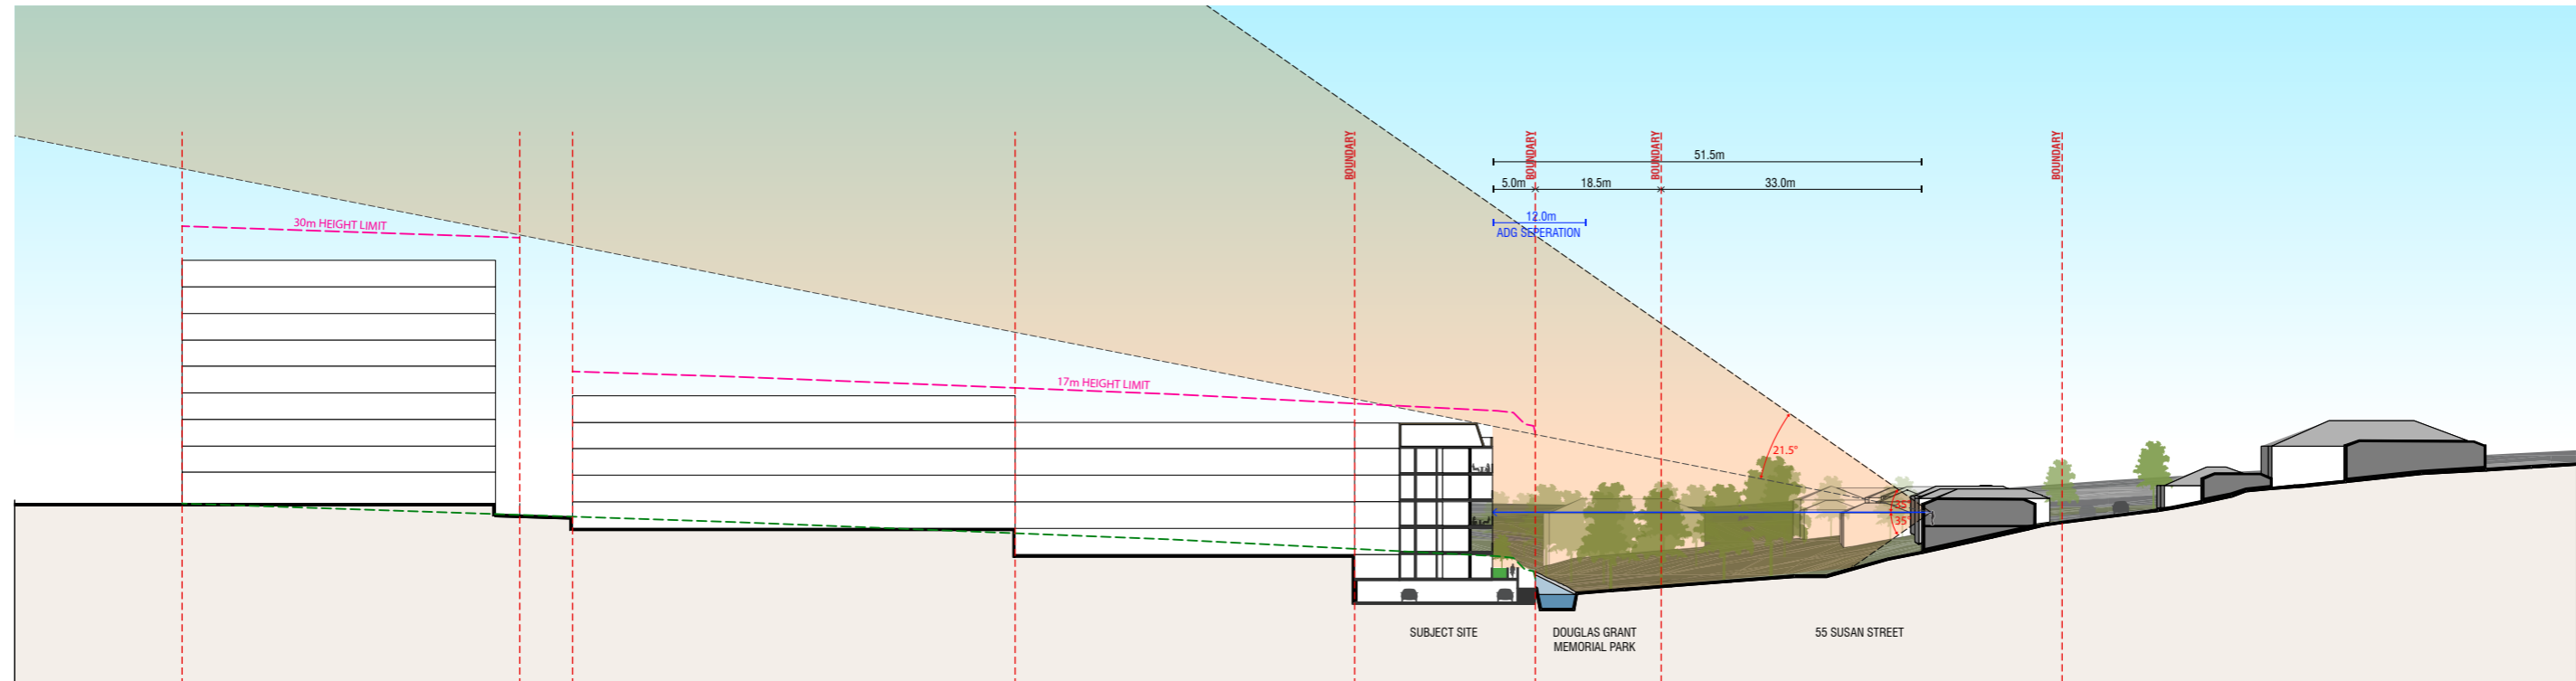 BOUNDARY
BOUNDARY
BOUNDARY
BOUNDARY
51.5m
5.0m
18.5m
33.0m
12.0m
ADG SEPERATION
30m HEIGHT LIMIT
17m HEIGHT LIMIT
21.5°
35°
35°
SUBJECT SITE
DOUGLAS GRANT
MEMORIAL PARK
55 SUSAN STREET